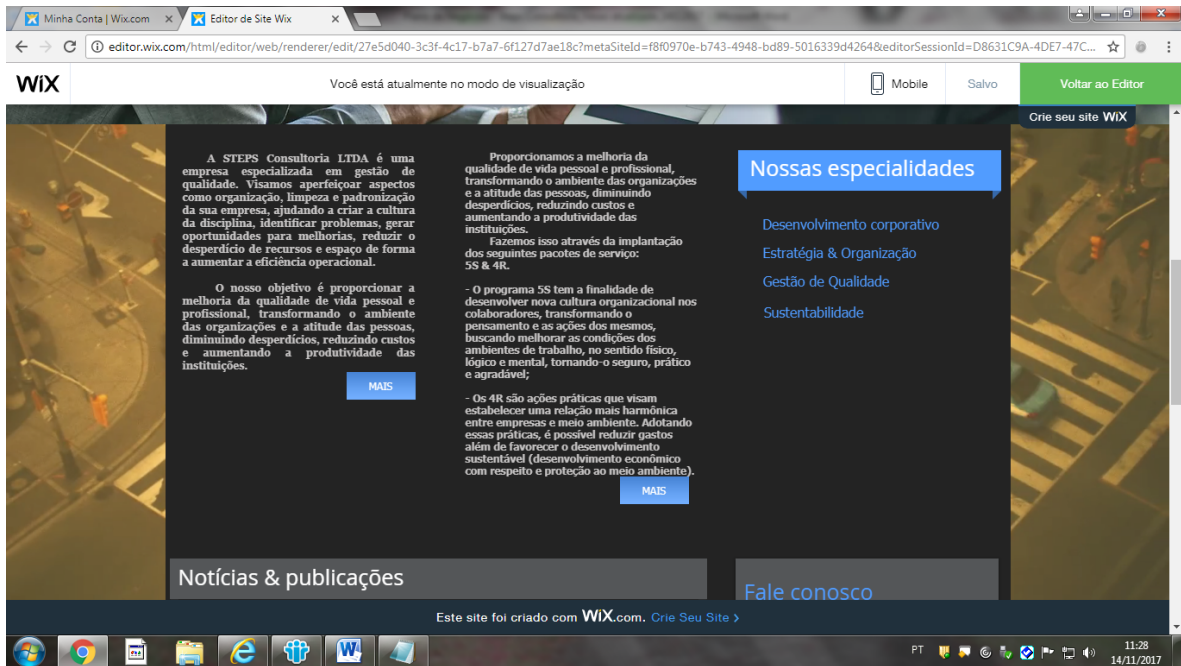 Minha Conta | Wix.com
Editor de Site Wix
editor.wix.com/html/editor/web/renderer/edit/27e5d040-3c3f-4c17-b7a7-6f127d7ae18c?metaSiteId=f8f0970e-b743-4948-bd89-5016339d4264&editorSessionId=D8631C9A-4DE7-47C...
WiX
Você está atualmente no modo de visualização
Mobile
Salvo
Voltar ao Editor
Crie seu site WiX
A STEPS Consultoria LTDA é uma
empresa especializada em gestão de
qualidade. Visamos aperfeiçoar aspectos
como organização, limpeza e padronização
da sua empresa, ajudando a criar a cultura
da disciplina, identificar problemas, gerar
oportunidades para melhorias, reduzir o
desperdício de recursos e espaço de forma
a aumentar a eficiência operacional.
O nosso objetivo é proporcionar a
melhoria da qualidade de vida pessoal e
profissional, transformando o ambiente
das organizações e a atitude das pessoas,
diminuindo desperdícios, reduzindo custos
e aumentando a produtividade das
instituições.
MAIS
Proporcionamos a melhoria da
qualidade de vida pessoal e profissional,
transformando o ambiente das organizações
e a atitude das pessoas, diminuindo
desperdícios, reduzindo custos e
aumentando a produtividade das
instituições.
Fazemos isso através da implantação
dos seguintes pacotes de serviço:
5S & 4R.
- O programa 5S tem a finalidade de
desenvolver nova cultura organizacional nos
colaboradores, transformando o
pensamento e as ações dos mesmos,
buscando melhorar as condições dos
ambientes de trabalho, no sentido físico,
lógico e mental, tornando-o seguro, prático
e agradável;
- Os 4R são ações práticas que visam
estabelecer uma relação mais harmônica
entre empresas e meio ambiente. Adotando
essas práticas, é possível reduzir gastos
além de favorecer o desenvolvimento
sustentável (desenvolvimento econômico
com respeito e proteção ao meio ambiente).
MAIS
Nossas especialidades
Desenvolvimento corporativo
Estratégia & Organização
Gestão de Qualidade
Sustentabilidade
Notícias & publicações
Fale conosco
Este site foi criado com WiX.com. Crie Seu Site >
PT
11:28
14/11/2017